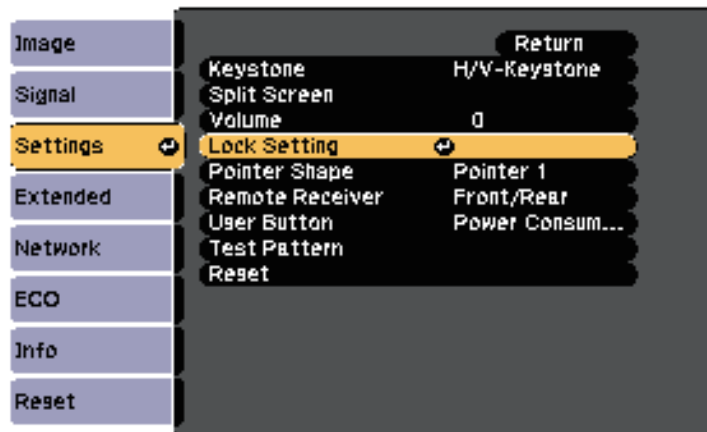 Image
Signal
Settings
Extended
Network
ECO
Info
Reset
Return
Keystone H/V-Keystone
Split Screen
Volume 0
Lock Setting
Pointer Shape Pointer 1
Remote Receiver Front/Rear
User Button Power Consum...
Test Pattern
Reset